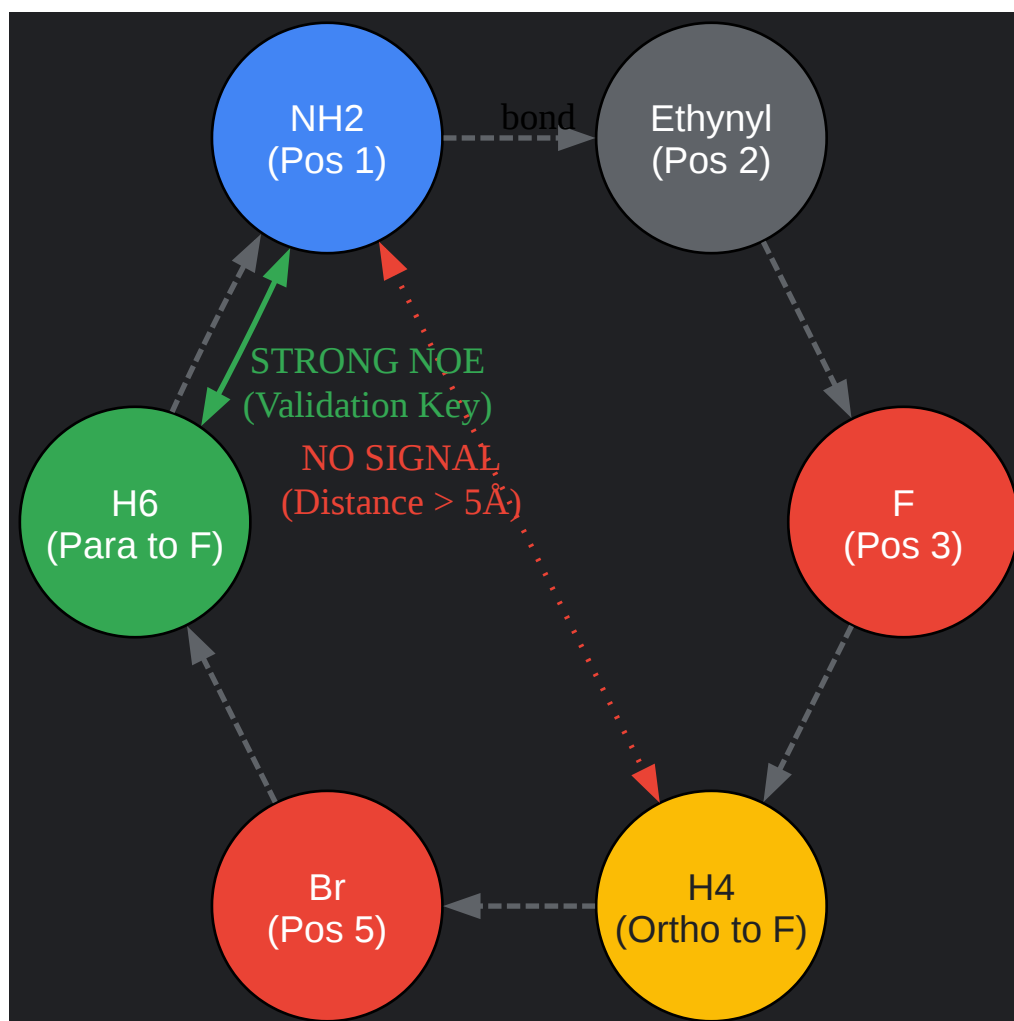 NH2
(Pos 1)
bond
Ethynyl
(Pos 2)
STRONG NOE
(Validation Key)
NO SIGNAL
(Distance > 5Å)
H6
(Para to F)
F
(Pos 3)
Br
(Pos 5)
H4
(Ortho to F)